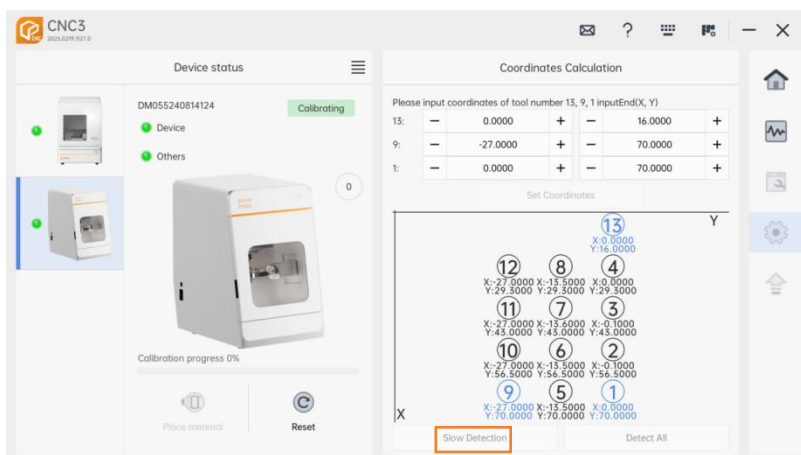 CNC3
2025.0219.1127.0
Device status
Coordinates Calculation
DM055240814124
Calibrating
Device
Others
0
Calibration progress 0%
Place material
Reset
Please input coordinates of tool number 13, 9, 1 inputEnd(X, Y)
13: − 0.0000 + − 16.0000 +
9: − -27.0000 + − 70.0000 +
1: − 0.0000 + − 70.0000 +
Set Coordinates
Y
13
X:0.0000
Y:16.0000
12 8 4
X:-27.0000 X:-13.5000 X:0.0000
Y:29.3000 Y:29.3000 Y:29.3000
11 7 3
X:-27.0000 X:-13.6000 X:-0.1000
Y:43.0000 Y:43.0000 Y:43.0000
10 6 2
X:-27.0000 X:-13.5000 X:-0.1000
Y:56.5000 Y:56.5000 Y:56.5000
9 5 1
X:-27.0000 X:-13.5000 X:0.0000
Y:70.0000 Y:70.0000 Y:70.0000
X
Slow Detection
Detect All